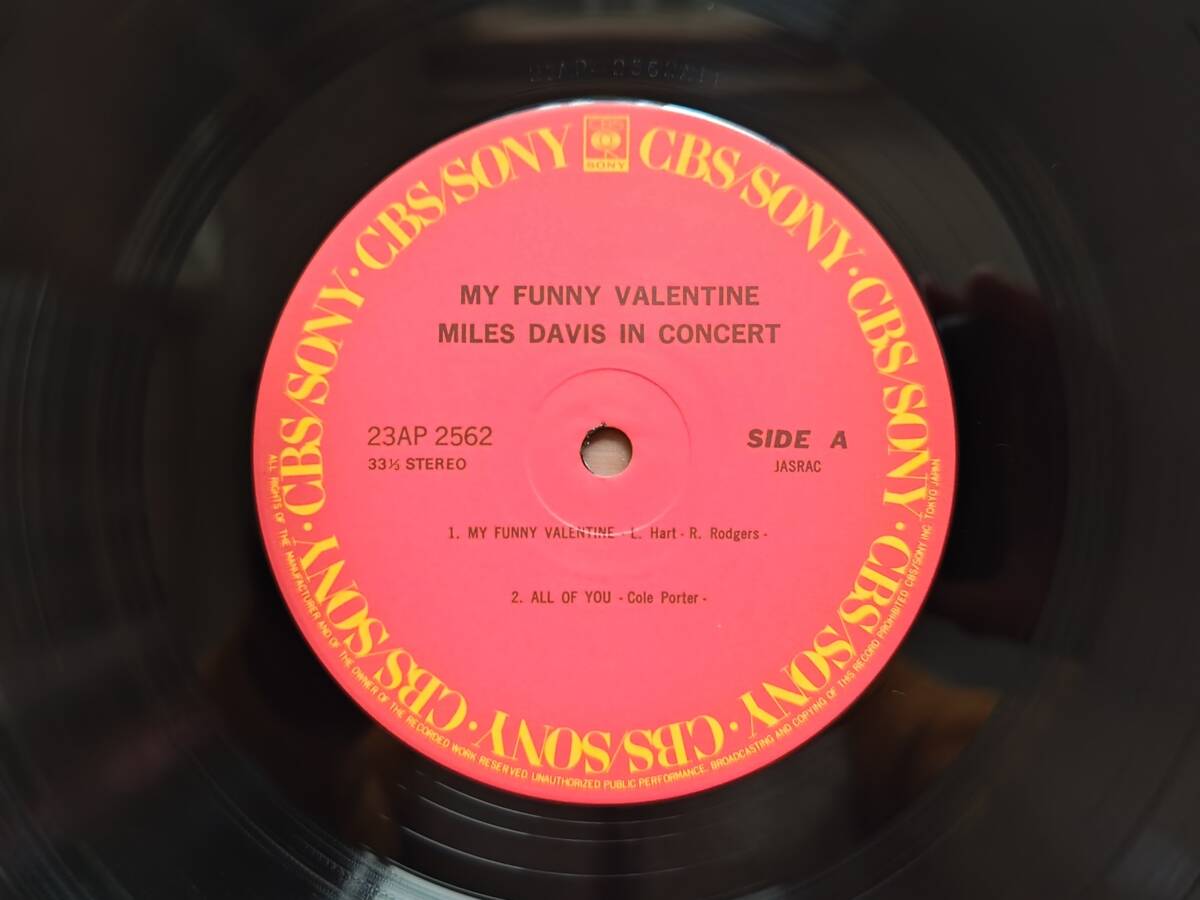 CBS
SONY
CBS/SONY · CBS/SONY · CBS/SONY · CBS/SONY · CBS/SONY · CBS/SONY · CBS/SONY · CBS/SONY · CBS/SONY
MY FUNNY VALENTINE
MILES DAVIS IN CONCERT
23AP 2562
33⅓ STEREO
SIDE A
JASRAC
1. MY FUNNY VALENTINE - L. Hart - R. Rodgers -
2. ALL OF YOU - Cole Porter -
ALL RIGHTS OF THE MANUFACTURER AND OF THE OWNER OF THE RECORDED WORK RESERVED. UNAUTHORIZED PUBLIC PERFORMANCE. BROADCASTING AND COPYING OF THIS RECORD PROHIBITED CBS/SONY INC TOKYO JAPAN